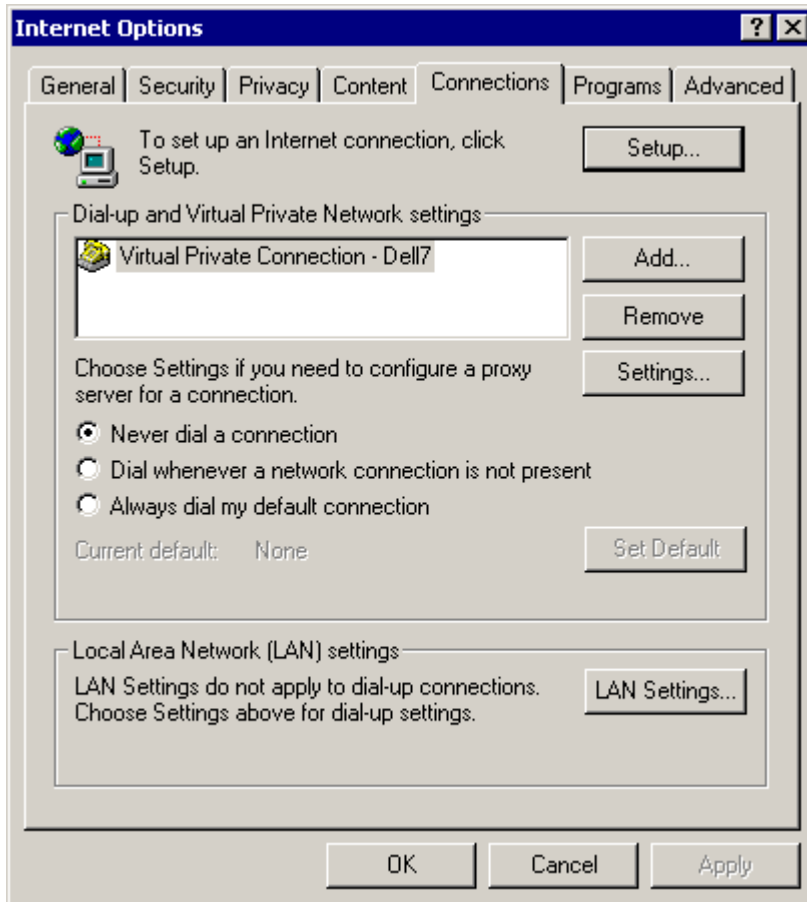 Internet Options
General Security Privacy Content Connections Programs Advanced
To set up an Internet connection, click
Setup.
Setup...
Dial-up and Virtual Private Network settings
Virtual Private Connection - Dell7
Add...
Remove
Choose Settings if you need to configure a proxy
server for a connection.
Settings...
Never dial a connection
Dial whenever a network connection is not present
Always dial my default connection
Current default: None
Set Default
Local Area Network (LAN) settings
LAN Settings do not apply to dial-up connections.
Choose Settings above for dial-up settings.
LAN Settings...
OK Cancel Apply